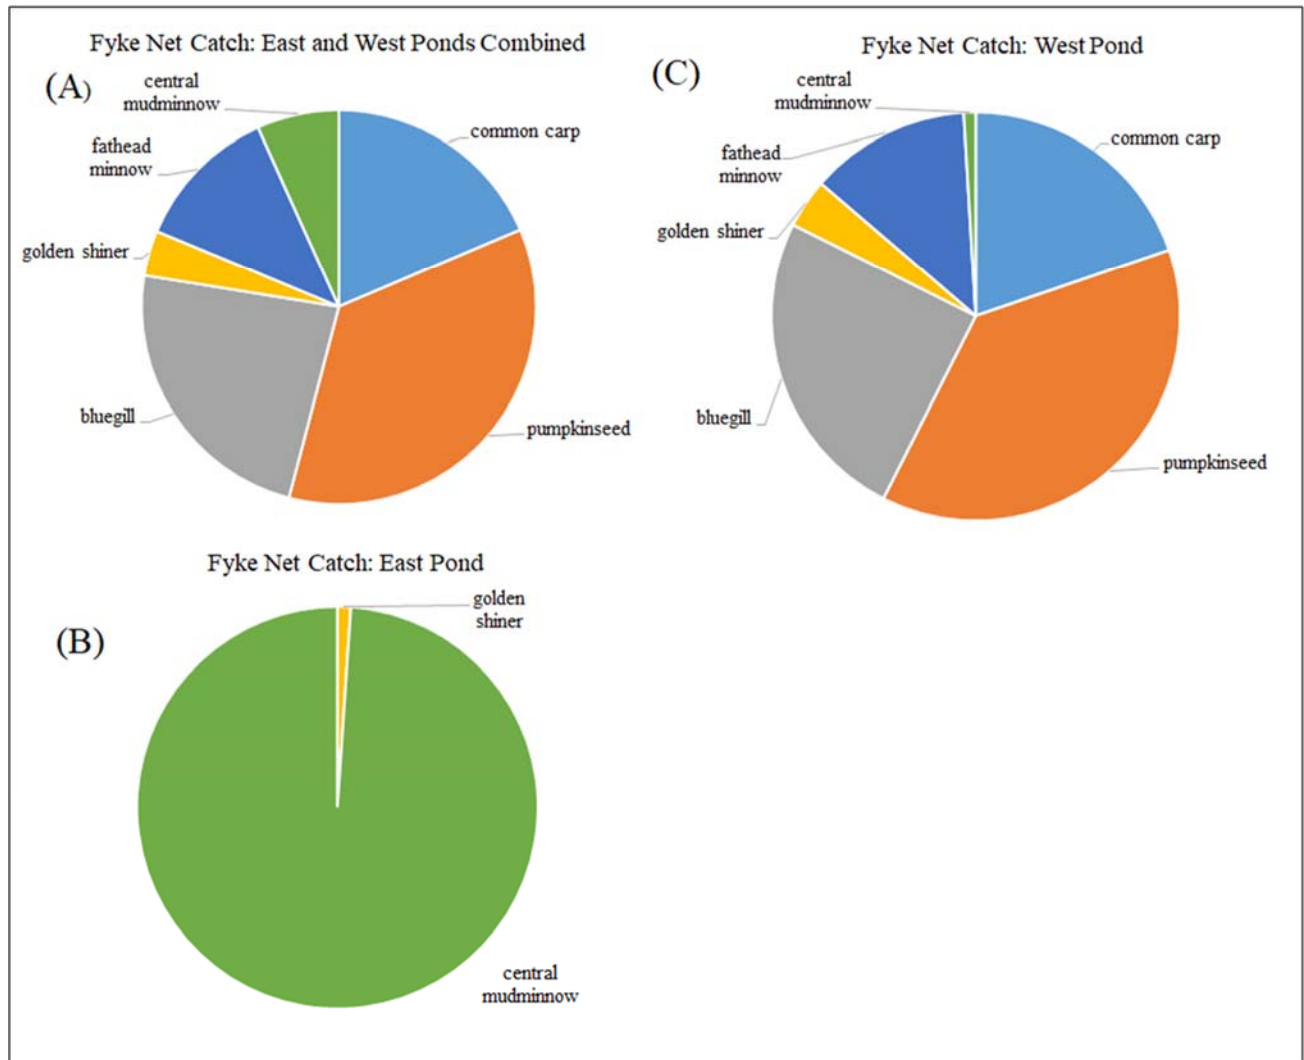 Fyke Net Catch: East and West Ponds Combined
(A)
central
mudminnow
common carp
fathead
minnow
golden shiner
bluegill
pumpkinseed
Fyke Net Catch: West Pond
(C)
central
mudminnow
common carp
fathead
minnow
golden shiner
bluegill
pumpkinseed
Fyke Net Catch: East Pond
(B)
golden
shiner
central
mudminnow